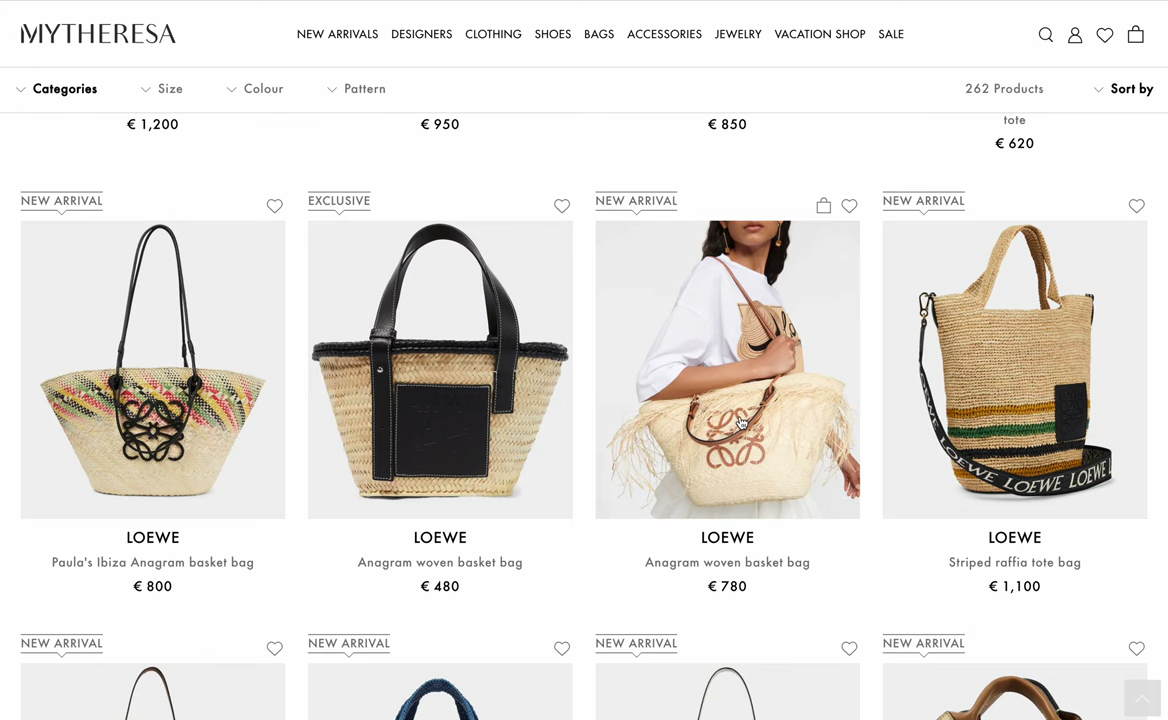 MYTHERESA
NEW ARRIVALS DESIGNERS CLOTHING SHOES BAGS ACCESSORIES JEWELRY VACATION SHOP SALE
Categories Size Colour Pattern 262 Products Sort by
€ 1,200 € 950 € 850
tote
€ 620
NEW ARRIVAL EXCLUSIVE NEW ARRIVAL NEW ARRIVAL
LOEWE LOEWE LOEWE
LOEWE LOEWE LOEWE LOEWE
Paula's Ibiza Anagram basket bag Anagram woven basket bag Anagram woven basket bag Striped raffia tote bag
€ 800 € 480 € 780 € 1,100
NEW ARRIVAL NEW ARRIVAL NEW ARRIVAL NEW ARRIVAL